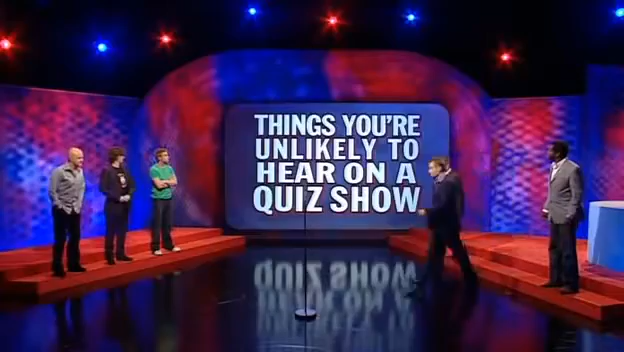 THINGS YOU'RE
UNLIKELY TO
HEAR ON A
QUIZ SHOW